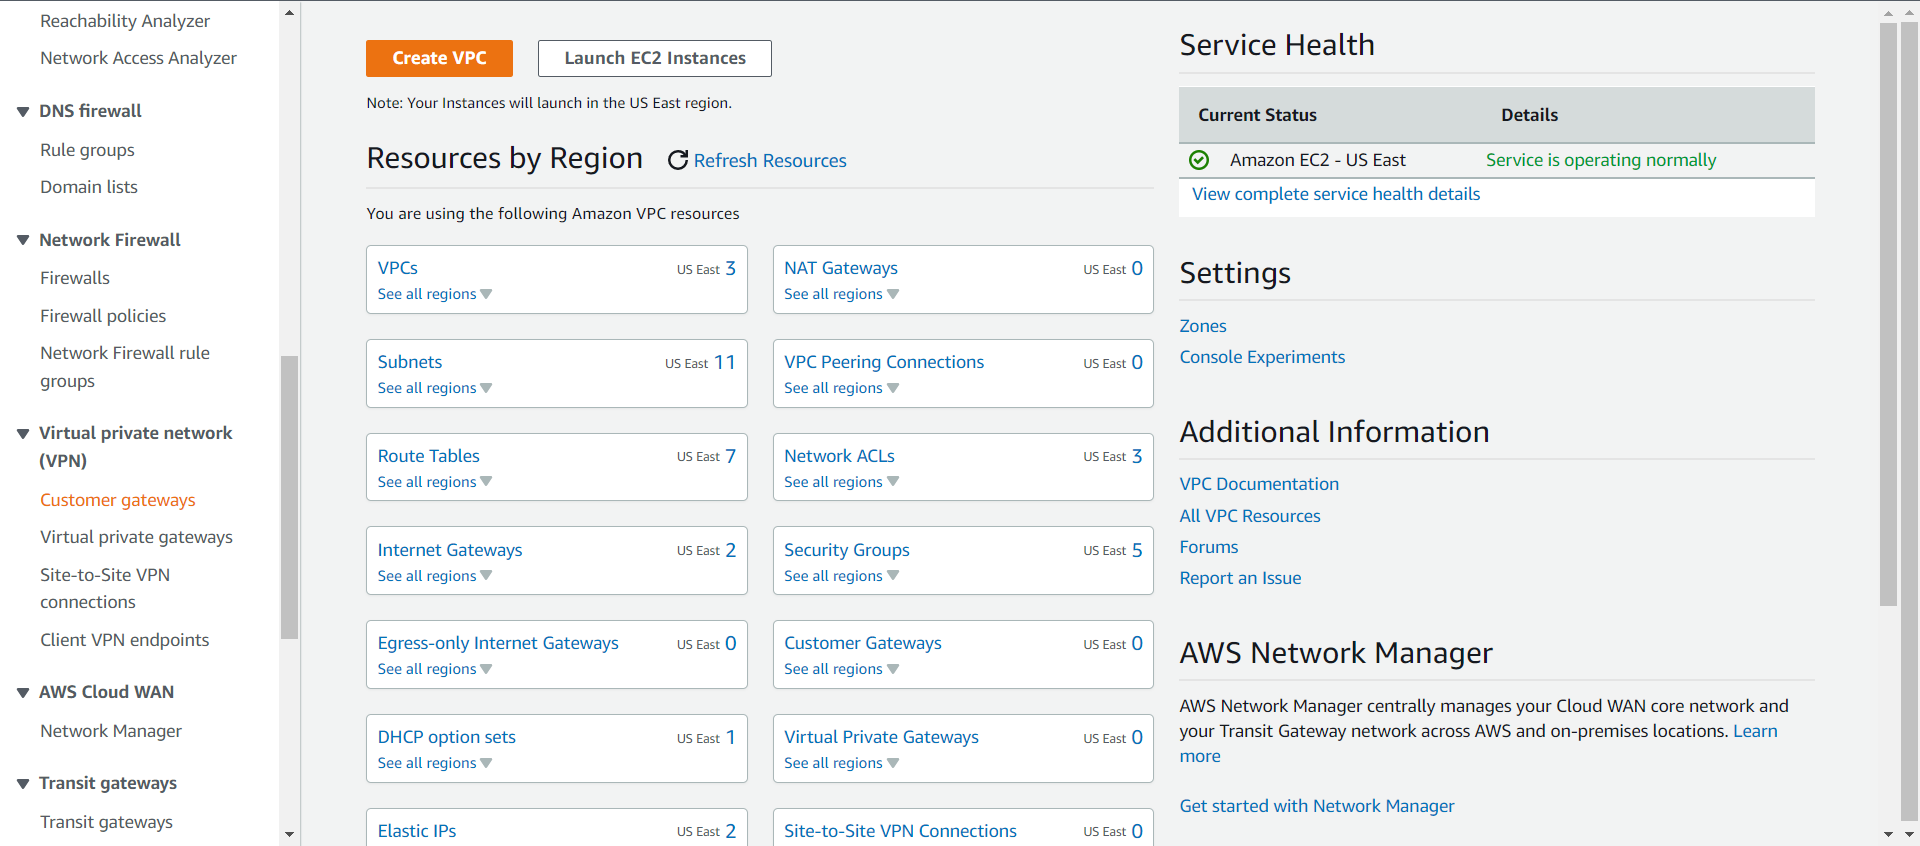 Reachability Analyzer
Network Access Analyzer
DNS firewall
Rule groups
Domain lists
Network Firewall
Firewalls
Firewall policies
Network Firewall rule
groups
Virtual private network
(VPN)
Customer gateways
Virtual private gateways
Site-to-Site VPN
connections
Client VPN endpoints
AWS Cloud WAN
Network Manager
Transit gateways
Transit gateways
Create VPC
Launch EC2 Instances
Note: Your Instances will launch in the US East region.
Resources by Region
Refresh Resources
You are using the following Amazon VPC resources
VPCs US East 3
See all regions
NAT Gateways US East 0
See all regions
Subnets US East 11
See all regions
VPC Peering Connections US East 0
See all regions
Route Tables US East 7
See all regions
Network ACLs US East 3
See all regions
Internet Gateways US East 2
See all regions
Security Groups US East 5
See all regions
Egress-only Internet Gateways US East 0
See all regions
Customer Gateways US East 0
See all regions
DHCP option sets US East 1
See all regions
Virtual Private Gateways US East 0
See all regions
Elastic IPs US East 2
Site-to-Site VPN Connections US East 0
Service Health
Current Status Details
Amazon EC2 - US East Service is operating normally
View complete service health details
Settings
Zones
Console Experiments
Additional Information
VPC Documentation
All VPC Resources
Forums
Report an Issue
AWS Network Manager
AWS Network Manager centrally manages your Cloud WAN core network and
your Transit Gateway network across AWS and on-premises locations. Learn
more
Get started with Network Manager